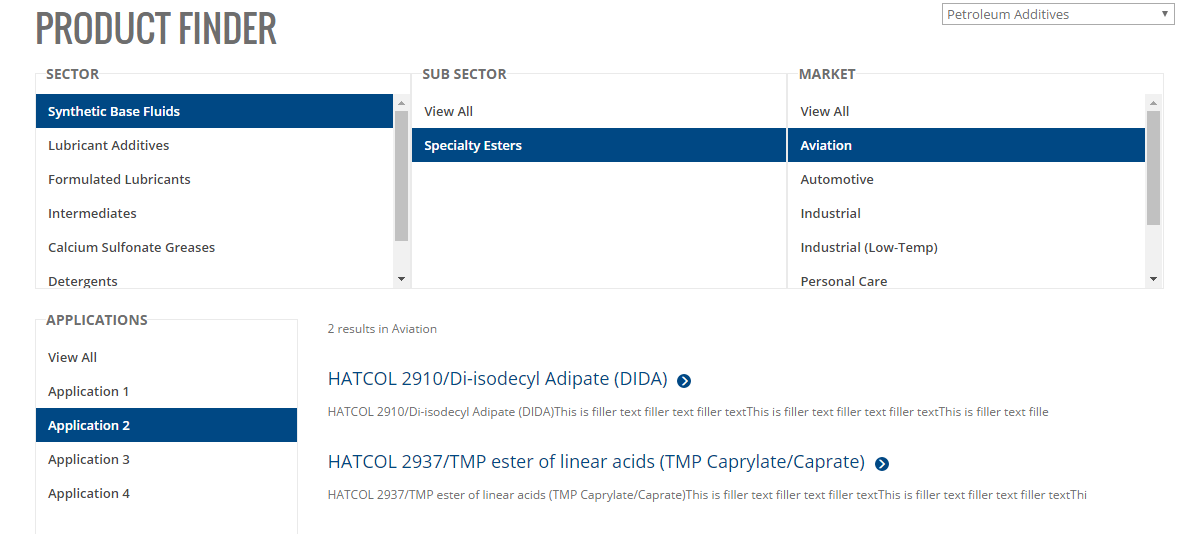 PRODUCT FINDER
Petroleum Additives
SECTOR
Synthetic Base Fluids
Lubricant Additives
Formulated Lubricants
Intermediates
Calcium Sulfonate Greases
Detergents
SUB SECTOR
View All
Specialty Esters
MARKET
View All
Aviation
Automotive
Industrial
Industrial (Low-Temp)
Personal Care
APPLICATIONS
View All
Application 1
Application 2
Application 3
Application 4
2 results in Aviation
HATCOL 2910/Di-isodecyl Adipate (DIDA)
HATCOL 2910/Di-isodecyl Adipate (DIDA)This is filler text filler text filler textThis is filler text filler text filler textThis is filler text fille
HATCOL 2937/TMP ester of linear acids (TMP Caprylate/Caprate)
HATCOL 2937/TMP ester of linear acids (TMP Caprylate/Caprate)This is filler text filler text filler textThis is filler text filler text filler textThi